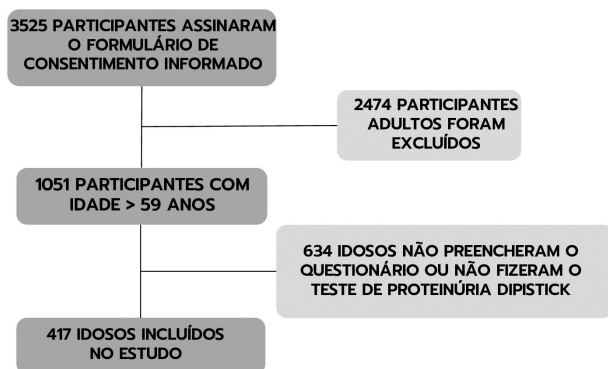 3525 PARTICIPANTES ASSINARAM
O FORMULÁRIO DE
CONSENTIMENTO INFORMADO
2474 PARTICIPANTES
ADULTOS FORAM
EXCLUÍDOS
1051 PARTICIPANTES COM
IDADE > 59 ANOS
634 IDOSOS NÃO PREENCHERAM O
QUESTIONÁRIO OU NÃO FIZERAM O
TESTE DE PROTEINÚRIA DIPISTICK
417 IDOSOS INCLUÍDOS
NO ESTUDO